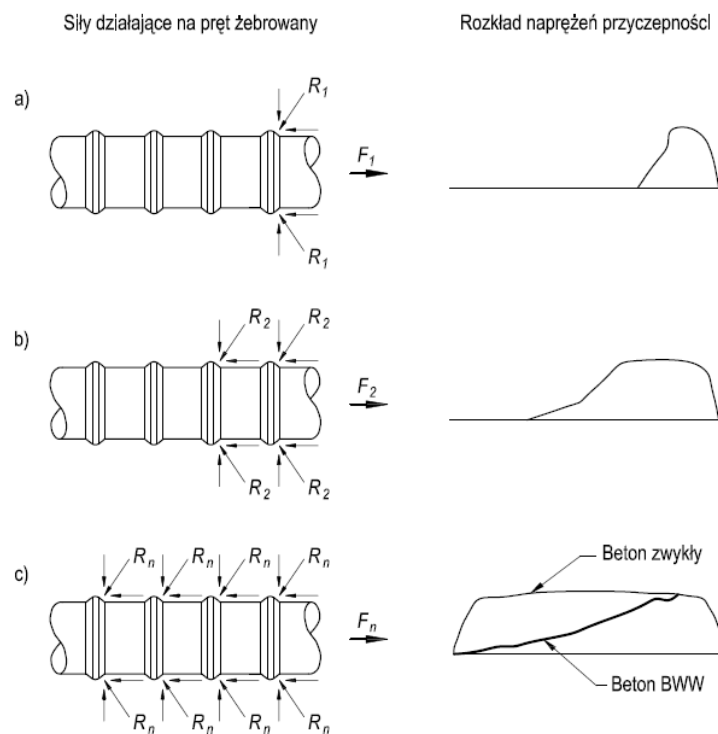 Siły działające na pręt żebrowany
Rozkład naprężeń przyczepności
a)
R1
F1
R1
b)
R2 R2
F2
R2 R2
c)
Rn Rn Rn Rn
Fn
Rn Rn Rn Rn
Beton zwykły
Beton BWW